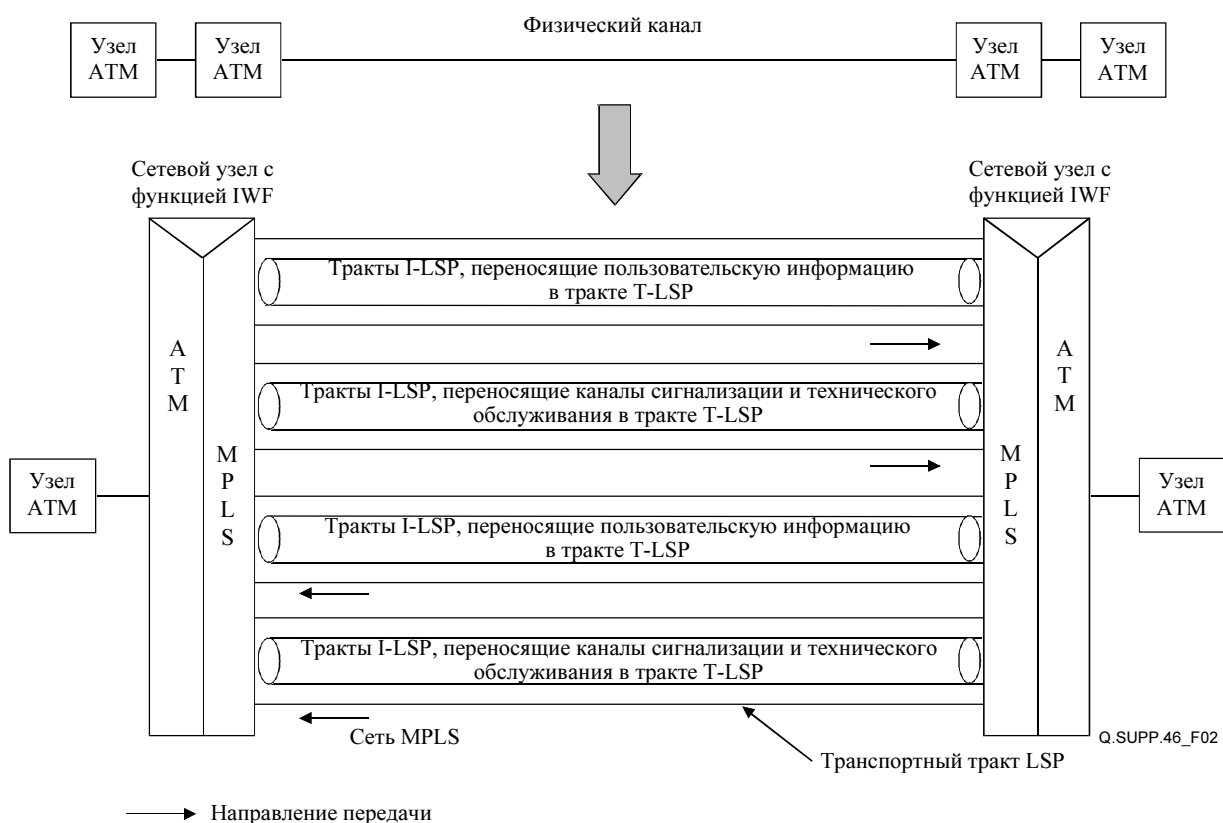 Физический канал
Узел
АТМ
Узел
АТМ
Узел
АТМ
Узел
АТМ
Сетевой узел с
функцией IWF
Сетевой узел с
функцией IWF
Тракты I-LSP, переносящие пользовательскую информацию
в тракте T-LSP
Тракты I-LSP, переносящие каналы сигнализации и технического
обслуживания в тракте T-LSP
Тракты I-LSP, переносящие пользовательскую информацию
в тракте T-LSP
Тракты I-LSP, переносящие каналы сигнализации и технического
обслуживания в тракте T-LSP
А
Т
М
M
P
L
S
M
P
L
S
А
Т
М
Узел
АТМ
Узел
АТМ
Сеть MPLS
Транспортный тракт LSP
Q.SUPP.46_F02
Направление передачи